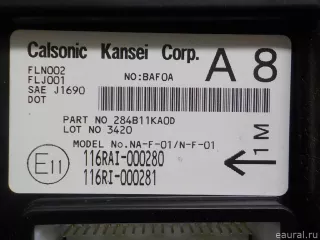 Calsonic Kansei Corp.
FLN002
FLJ001
NO:BAF0A
A 8
SAE J1690
DOT
PART NO 284B11KA0D
LOT NO 3420
MODEL No.NA-F-01/N-F-01
E11
116RAI-000280
116RI-000281
1M
eaural.ru